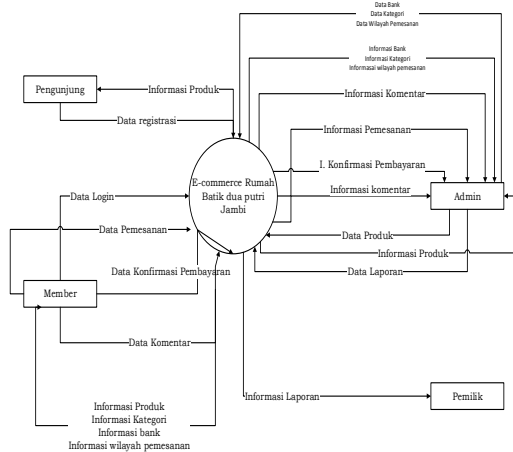 Data Bank
Data Kategori
Data Wilayah Pemesanan
Informasi Bank
Informasi Kategori
Informasai wilayah pemesanan
Pengunjung
Informasi Produk
Informasi Komentar
Data registrasi
Informasi Pemesanan
I. Konfirmasi Pembayaran
E-commerce Rumah
Batik dua putri
Jambi
Data Login
Informasi komentar
Admin
Data Pemesanan
Data Produk
Informasi Produk
Data Konfirmasi Pembayaran
Data Laporan
Member
Data Komentar
Informasi Laporan
Pemilik
Informasi Produk
Informasi Kategori
Informasi bank
Informasi wilayah pemesanan